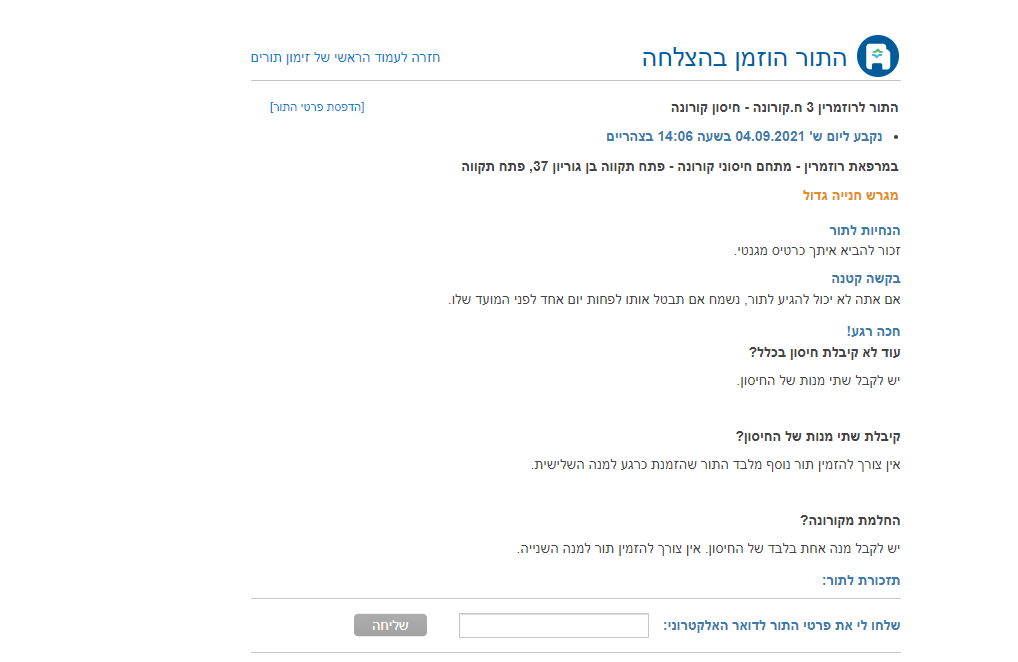 התור הוזמן בהצלחה
חזרה לעמוד הראשי של זימון תורים
התור לרוזמרין 3 ח.קורונה - חיסון קורונה
[הדפסת פרטי התור]
• נקבע ליום ש' 04.09.2021 בשעה 14:06 בצהריים
במרפאת רוזמרין - מתחם חיסוני קורונה - פתח תקווה בן גוריון 37, פתח תקווה
מגרש חנייה גדול
הנחיות לתור
זכור להביא איתך כרטיס מגנטי.
בקשה קטנה
אם אתה לא יכול להגיע לתור, נשמח אם תבטל אותו לפחות יום אחד לפני המועד שלו.
חכה רגע!
עוד לא קיבלת חיסון בכלל?
יש לקבל שתי מנות של החיסון.
קיבלת שתי מנות של החיסון?
אין צורך להזמין תור נוסף מלבד התור שהזמנת כרגע למנה השלישית.
החלמת מקורונה?
יש לקבל מנה אחת בלבד של החיסון. אין צורך להזמין תור למנה השנייה.
תזכורת לתור:
שלחו לי את פרטי התור לדואר האלקטרוני:
שליחה